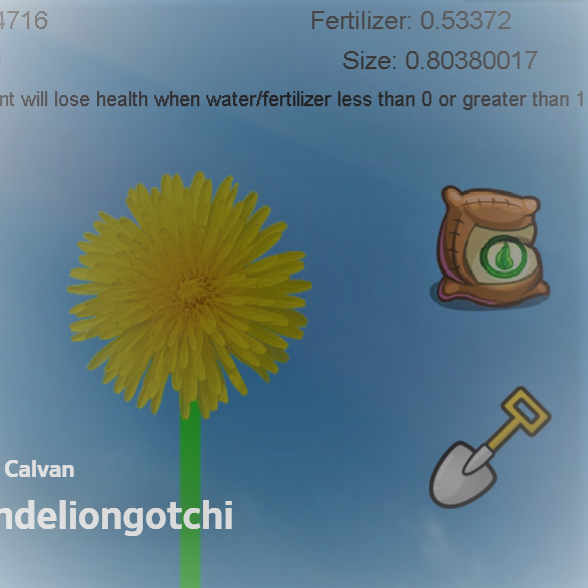 4716 Fertilizer: 0.53372
Size: 0.80380017
nt will lose health when water/fertilizer less than 0 or greater than 1
Calvan
ndeliongotchi